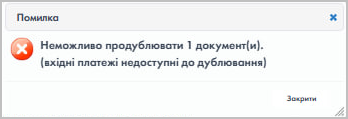 Помилка
Неможливо продублювати 1 документ(и).
(вхідні платежі недоступні до дублювання)
Закрити